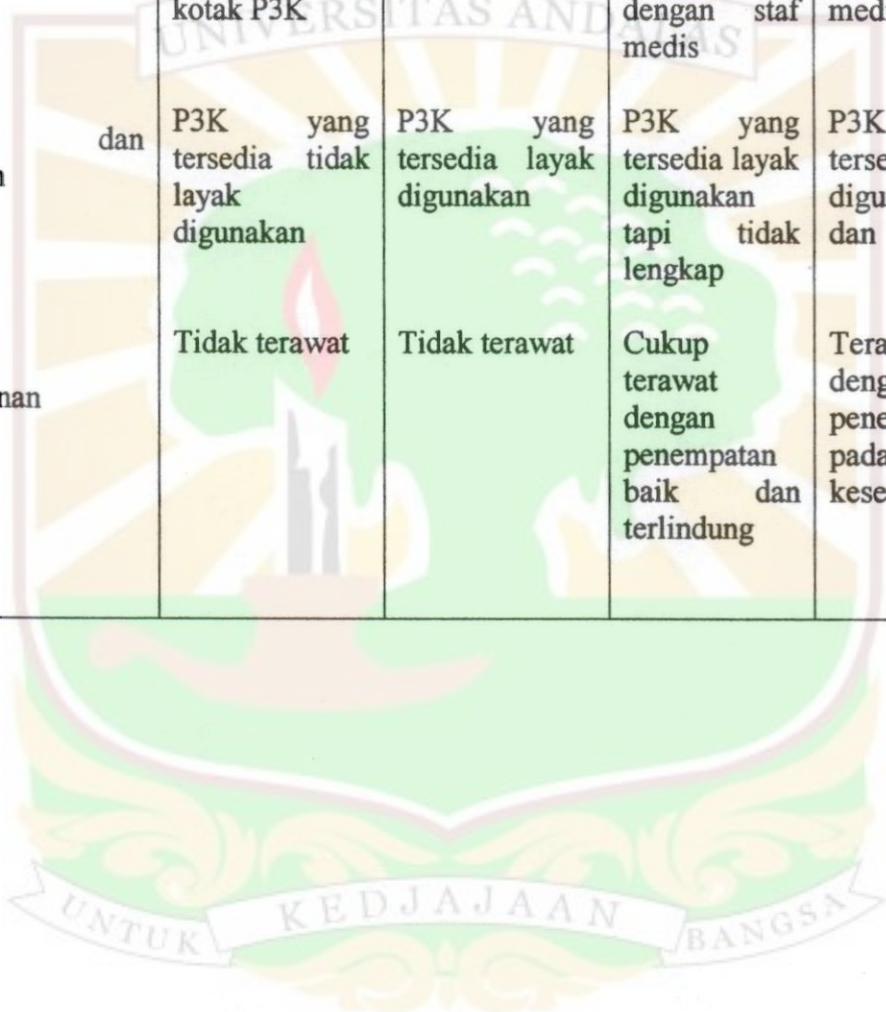 kotak P3K
dengan staf
medis
UNIVERSITAS ANDALAS
dan
P3K yang
tersedia tidak
layak
digunakan
P3K yang
tersedia layak
digunakan
P3K yang
tersedia layak
digunakan
tapi tidak
lengkap
P3K
dan
Tidak terawat
Tidak terawat
Cukup
terawat
dengan
penempatan
baik dan
terlindung
pada
UNTUK KEDJAJAAN BANGSA